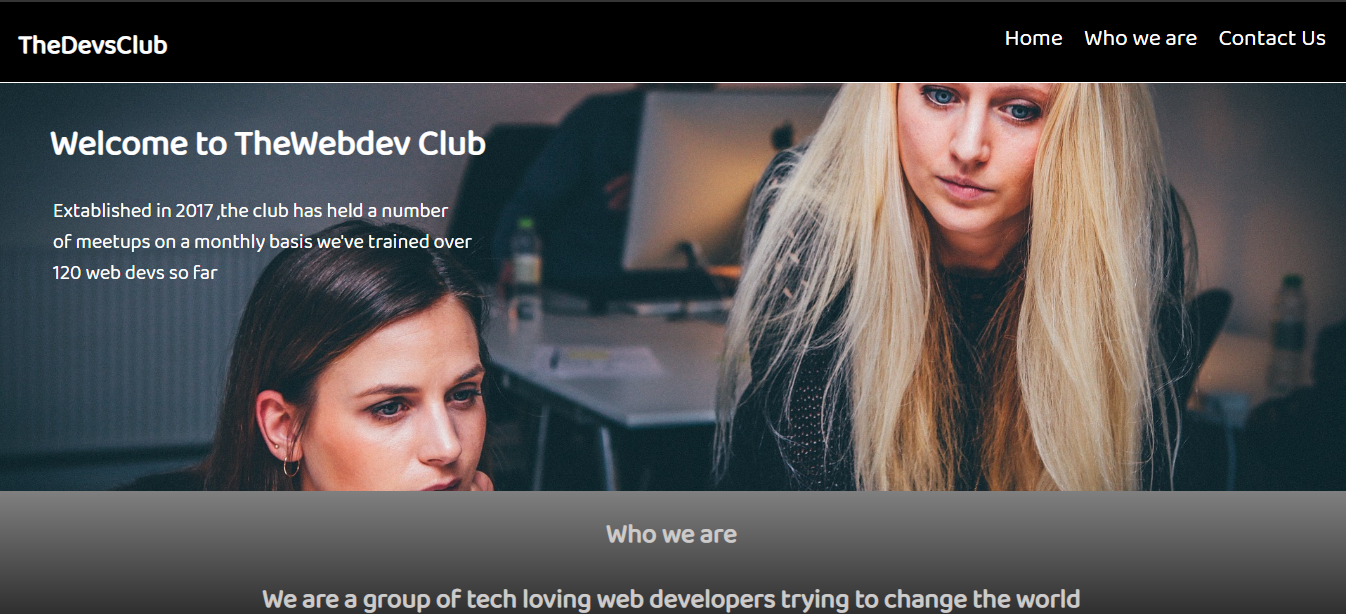 TheDevsClub
Home Who we are Contact Us
Welcome to TheWebdev Club
Extablished in 2017 ,the club has held a number
of meetups on a monthly basis we've trained over
120 web devs so far
Who we are
We are a group of tech loving web developers trying to change the world